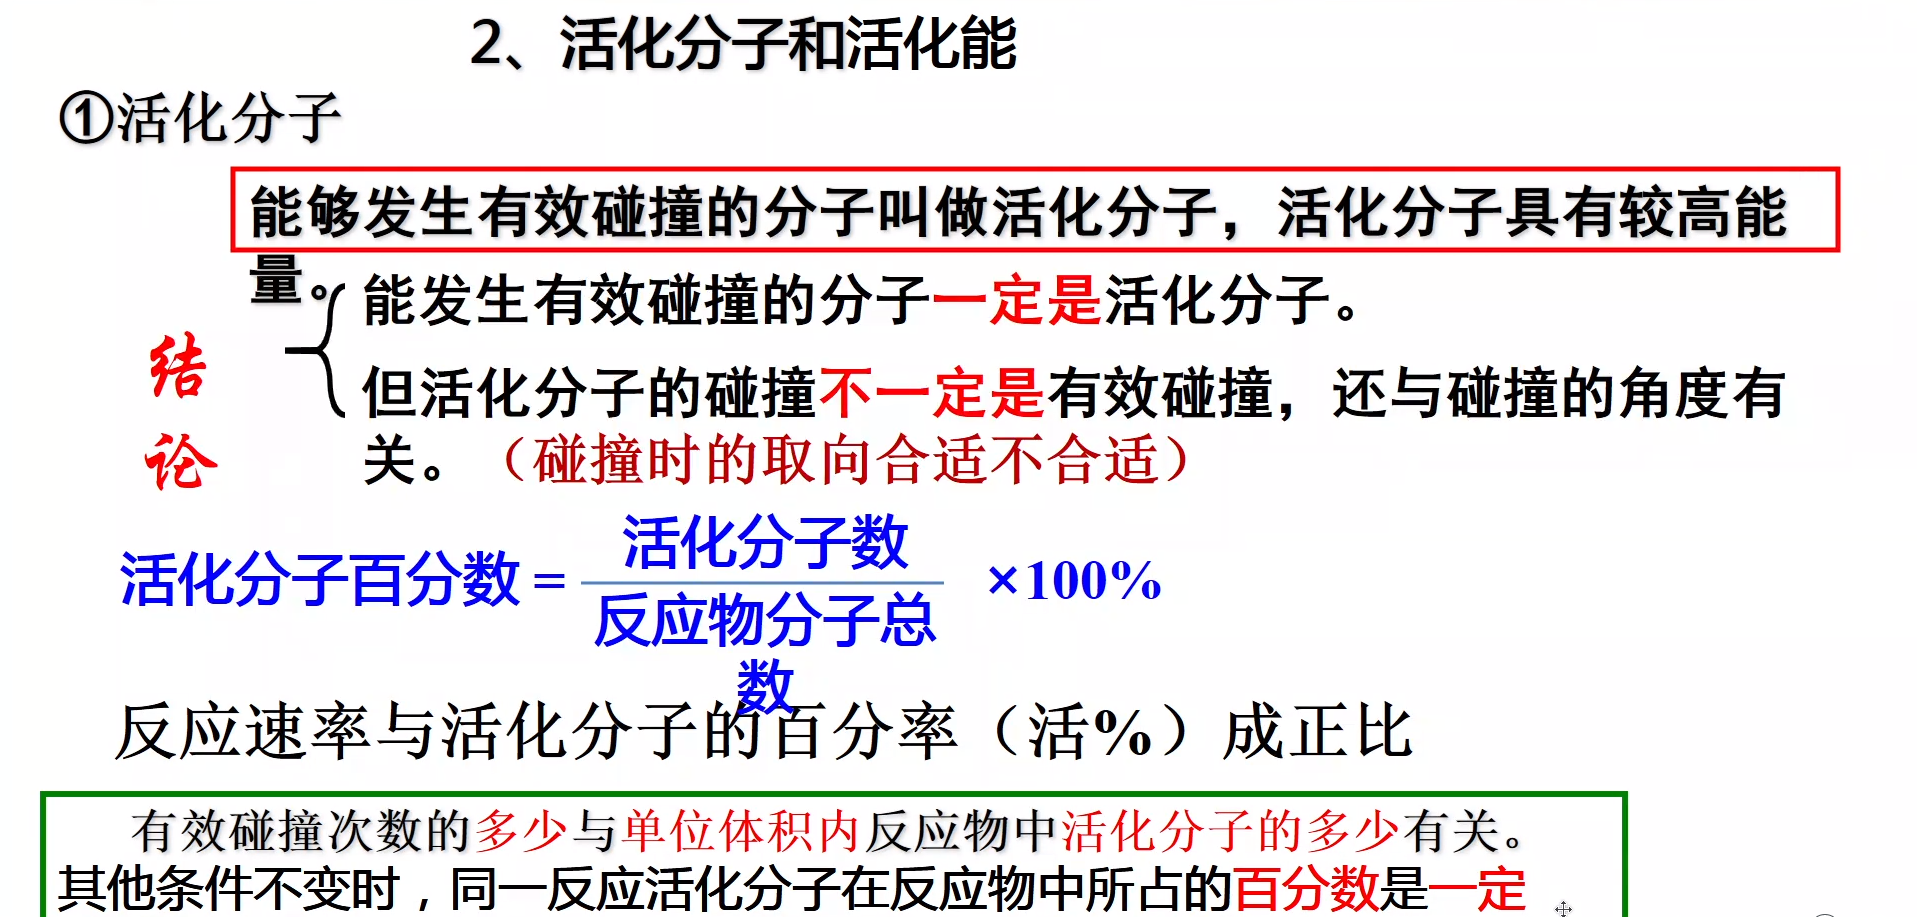 2、活化分子和活化能
①活化分子
能够发生有效碰撞的分子叫做活化分子，活化分子具有较高能
量。
能发生有效碰撞的分子一定是活化分子。
结
论
但活化分子的碰撞不一定是有效碰撞，还与碰撞的角度有
关。（碰撞时的取向合适不合适）
活化分子百分数 = 活化分子数 ×100%
反应物分子总
数
反应速率与活化分子的百分率（活%）成正比
有效碰撞次数的多少与单位体积内反应物中活化分子的多少有关。
其他条件不变时，同一反应活化分子在反应物中所占的百分数是一定